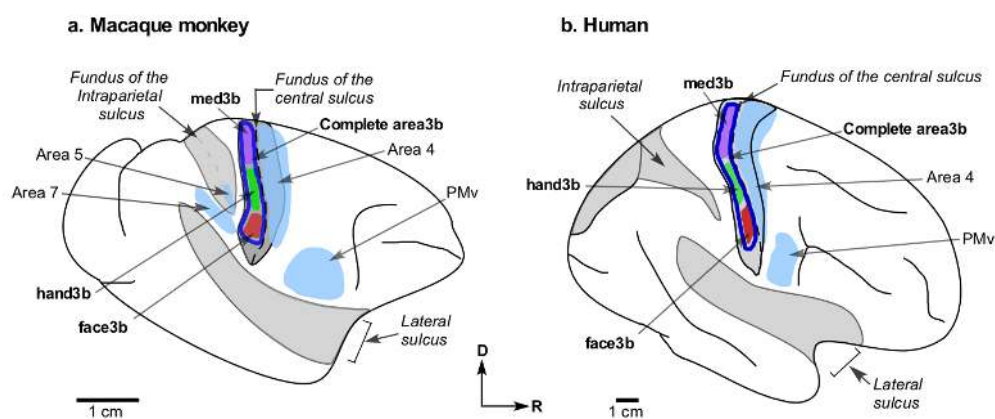 a. Macaque monkey
Fundus of the
Intraparietal
sulcus
med3b
Fundus of the
central sulcus
Complete area3b
Area 5
Area 4
Area 7
PMv
hand3b
face3b
Lateral
sulcus
1 cm
D
R
b. Human
Intraparietal
sulcus
med3b
Fundus of the central sulcus
Complete area3b
hand3b
Area 4
PMv
face3b
Lateral
sulcus
1 cm